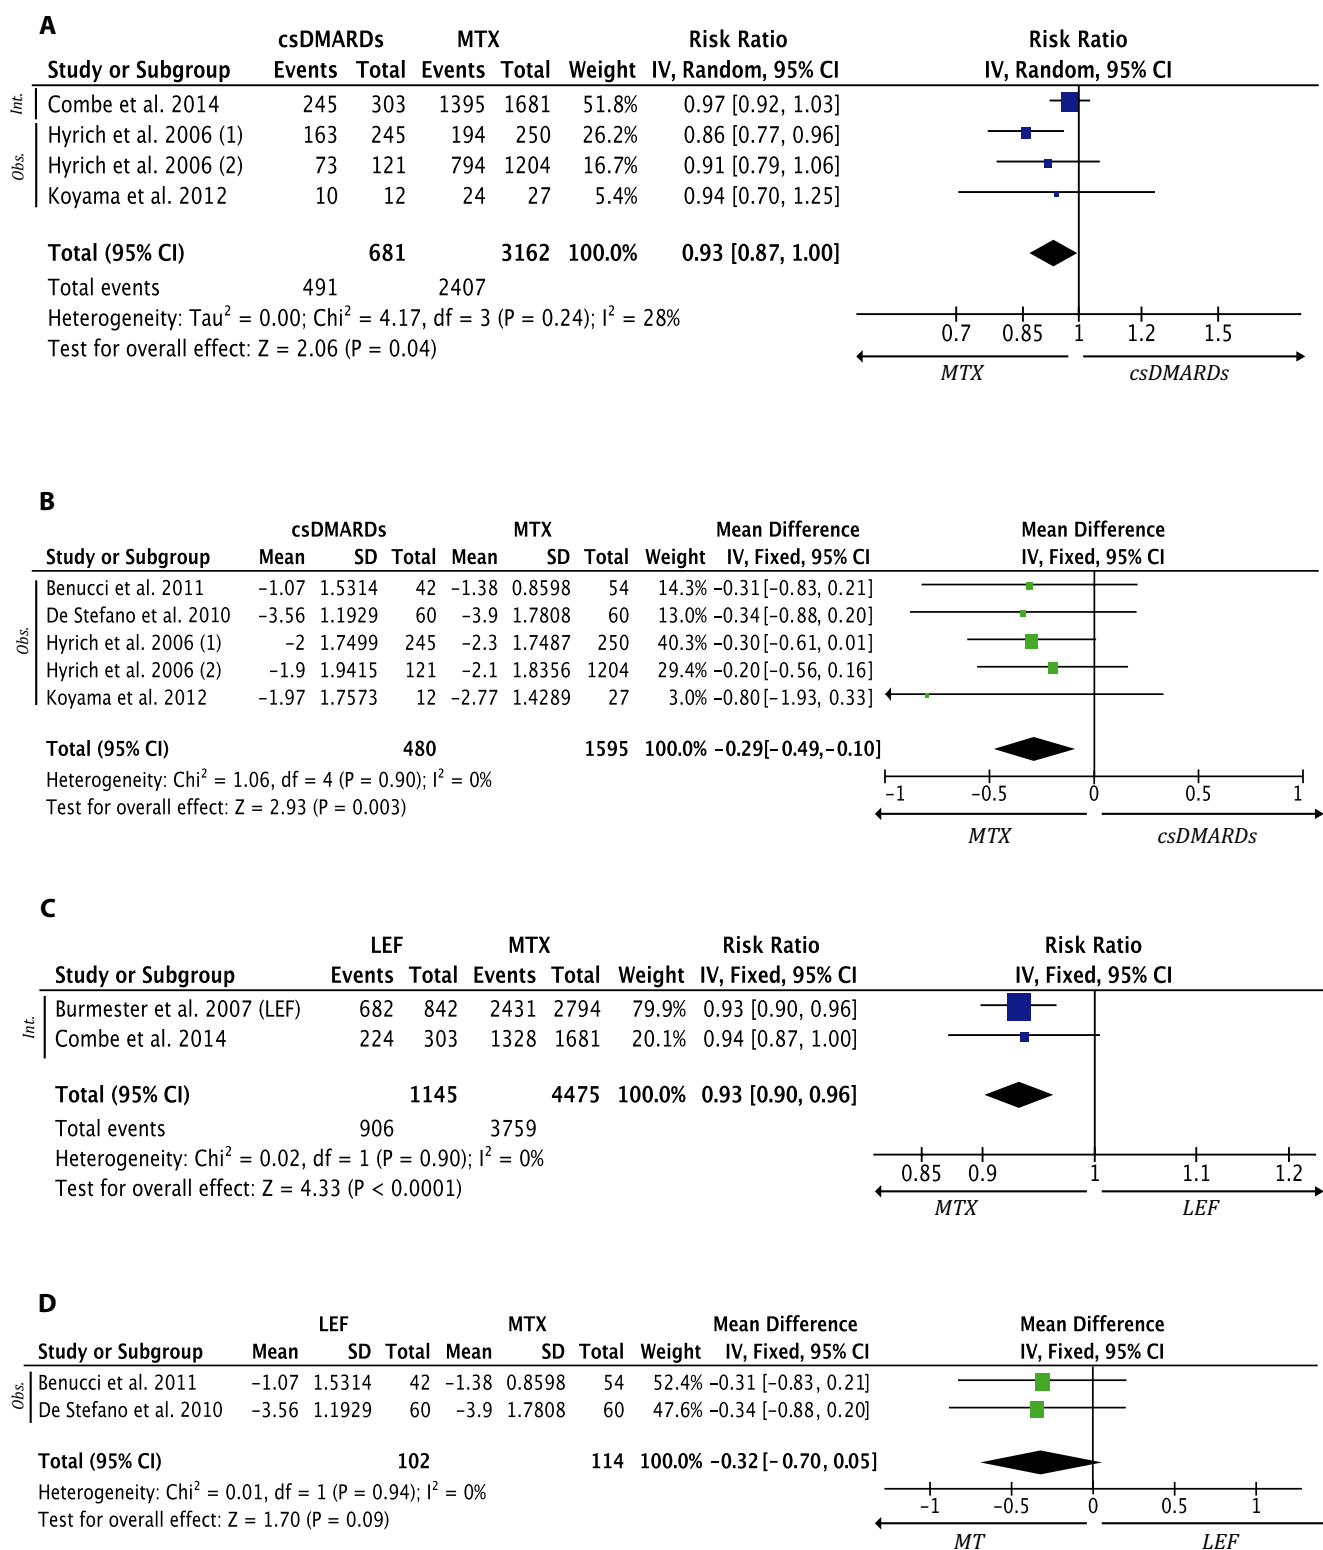 A
csDMARDs MTX Risk Ratio Risk Ratio
Study or Subgroup Events Total Events Total Weight IV, Random, 95% CI IV, Random, 95% CI
Int. Combe et al. 2014 245 303 1395 1681 51.8% 0.97 [0.92, 1.03]
Obs. Hyrich et al. 2006 (1) 163 245 194 250 26.2% 0.86 [0.77, 0.96]
Hyrich et al. 2006 (2) 73 121 794 1204 16.7% 0.91 [0.79, 1.06]
Koyama et al. 2012 10 12 24 27 5.4% 0.94 [0.70, 1.25]
Total (95% CI) 681 3162 100.0% 0.93 [0.87, 1.00]
Total events 491 2407
Heterogeneity: Tau² = 0.00; Chi² = 4.17, df = 3 (P = 0.24); I² = 28%
Test for overall effect: Z = 2.06 (P = 0.04)
0.7 0.85 1 1.2 1.5
MTX csDMARDs
B
csDMARDs MTX Mean Difference Mean Difference
Study or Subgroup Mean SD Total Mean SD Total Weight IV, Fixed, 95% CI IV, Fixed, 95% CI
Obs. Benucci et al. 2011 −1.07 1.5314 42 −1.38 0.8598 54 14.3% −0.31[−0.83, 0.21]
De Stefano et al. 2010 −3.56 1.1929 60 −3.9 1.7808 60 13.0% −0.34 [−0.88, 0.20]
Hyrich et al. 2006 (1) −2 1.7499 245 −2.3 1.7487 250 40.3% −0.30 [−0.61, 0.01]
Hyrich et al. 2006 (2) −1.9 1.9415 121 −2.1 1.8356 1204 29.4% −0.20 [−0.56, 0.16]
Koyama et al. 2012 −1.97 1.7573 12 −2.77 1.4289 27 3.0% −0.80 [−1.93, 0.33]
Total (95% CI) 480 1595 100.0% −0.29[−0.49,−0.10]
Heterogeneity: Chi² = 1.06, df = 4 (P = 0.90); I² = 0%
Test for overall effect: Z = 2.93 (P = 0.003)
−1 −0.5 0 0.5 1
MTX csDMARDs
C
LEF MTX Risk Ratio Risk Ratio
Study or Subgroup Events Total Events Total Weight IV, Fixed, 95% CI IV, Fixed, 95% CI
Int. Burmester et al. 2007 (LEF) 682 842 2431 2794 79.9% 0.93 [0.90, 0.96]
Combe et al. 2014 224 303 1328 1681 20.1% 0.94 [0.87, 1.00]
Total (95% CI) 1145 4475 100.0% 0.93 [0.90, 0.96]
Total events 906 3759
Heterogeneity: Chi² = 0.02, df = 1 (P = 0.90); I² = 0%
Test for overall effect: Z = 4.33 (P < 0.0001)
0.85 0.9 1 1.1 1.2
MTX LEF
D
LEF MTX Mean Difference Mean Difference
Study or Subgroup Mean SD Total Mean SD Total Weight IV, Fixed, 95% CI IV, Fixed, 95% CI
Obs. Benucci et al. 2011 −1.07 1.5314 42 −1.38 0.8598 54 52.4% −0.31 [−0.83, 0.21]
De Stefano et al. 2010 −3.56 1.1929 60 −3.9 1.7808 60 47.6% −0.34 [−0.88, 0.20]
Total (95% CI) 102 114 100.0% −0.32 [−0.70, 0.05]
Heterogeneity: Chi² = 0.01, df = 1 (P = 0.94); I² = 0%
Test for overall effect: Z = 1.70 (P = 0.09)
−1 −0.5 0 0.5 1
MT LEF